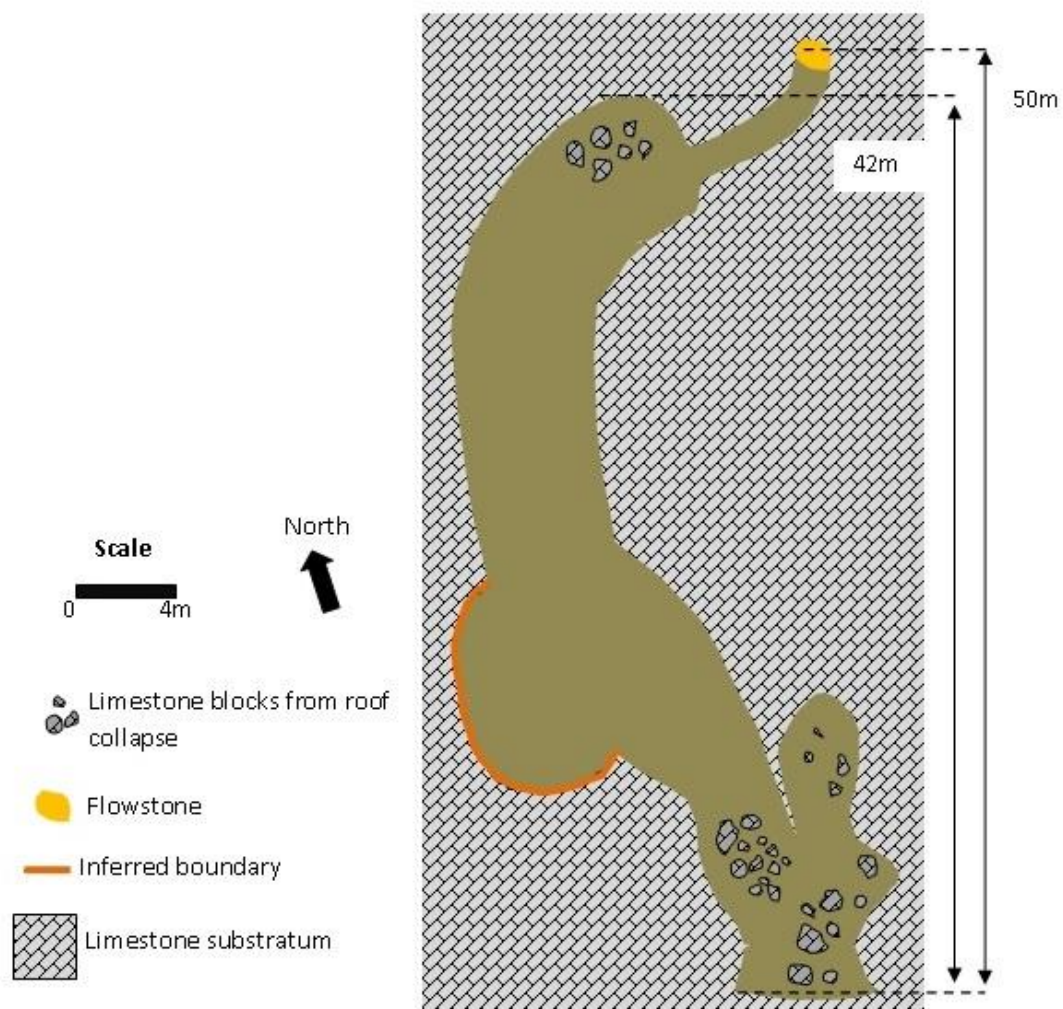 50m
42m
North
Scale
0 4m
Limestone blocks from roof
collapse
Flowstone
Inferred boundary
Limestone substratum